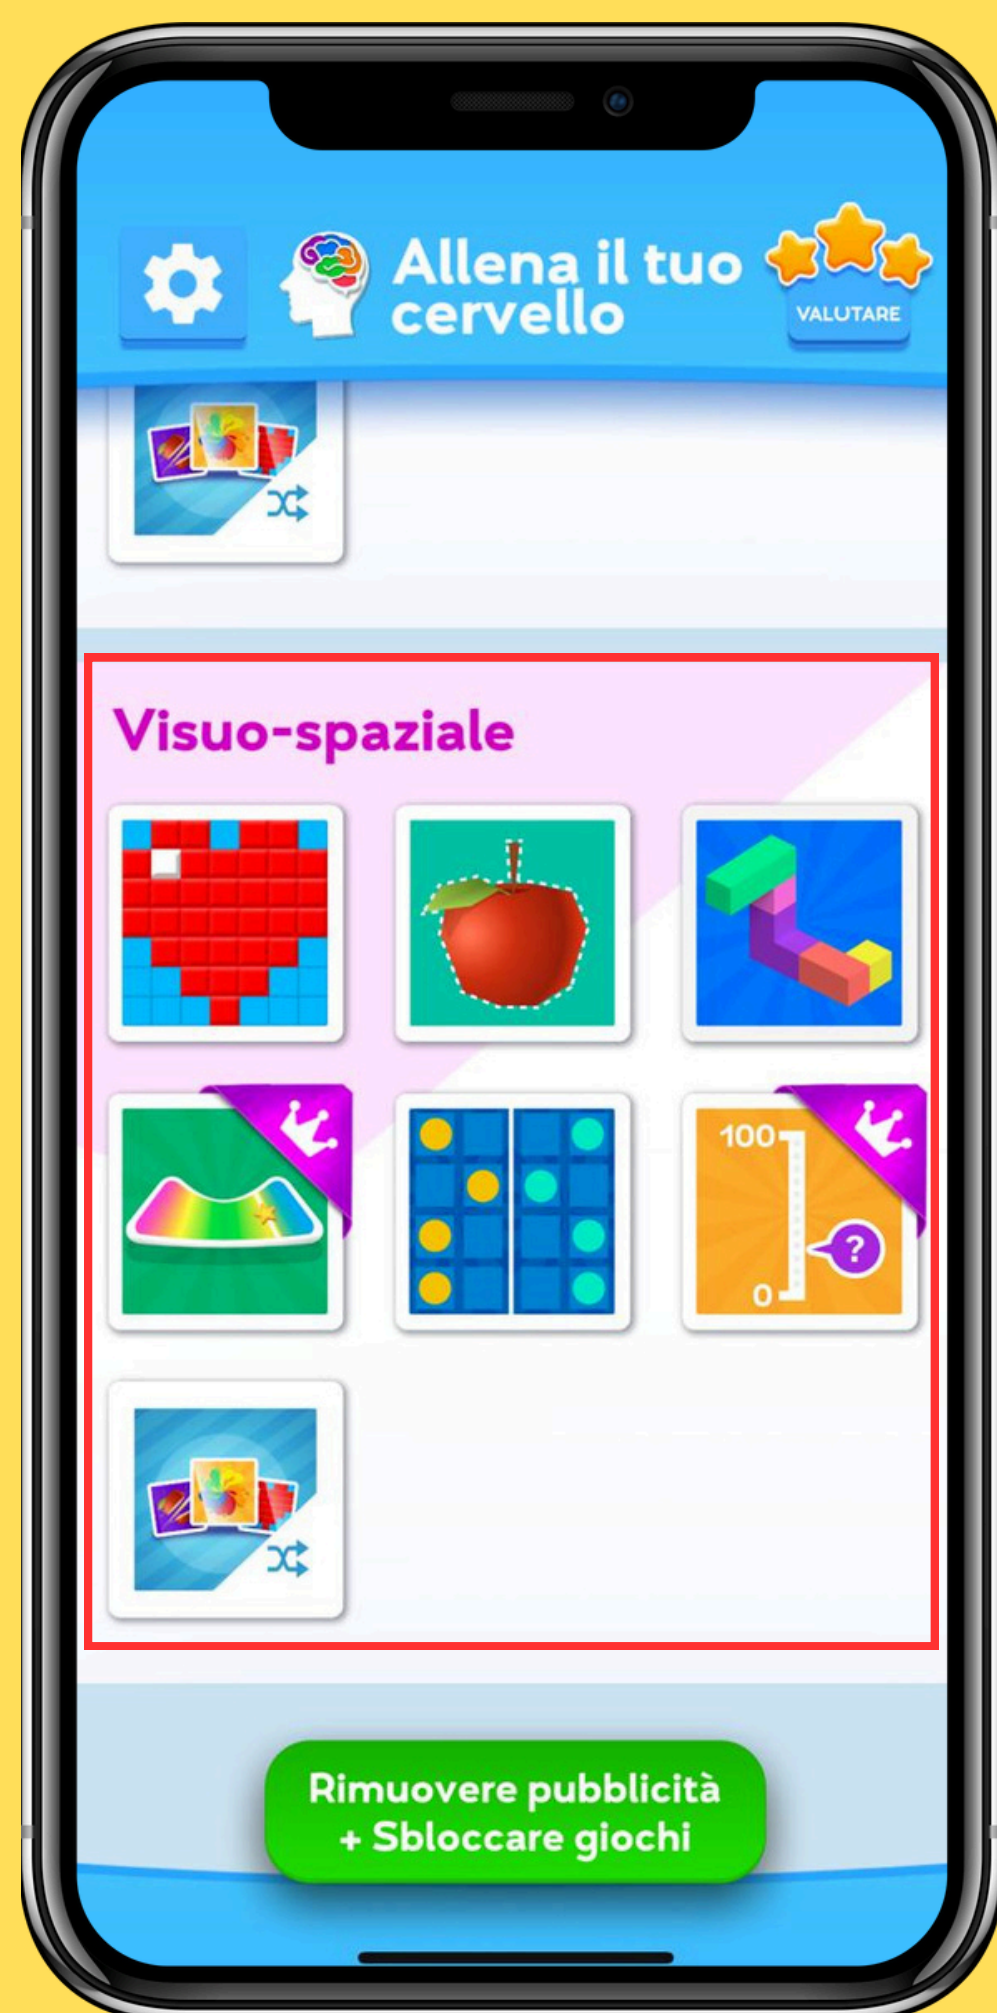 Allena il tuo
cervello
VALUTARE
Visuo-spaziale
100
?
0
Rimuovere pubblicità
+ Sbloccare giochi